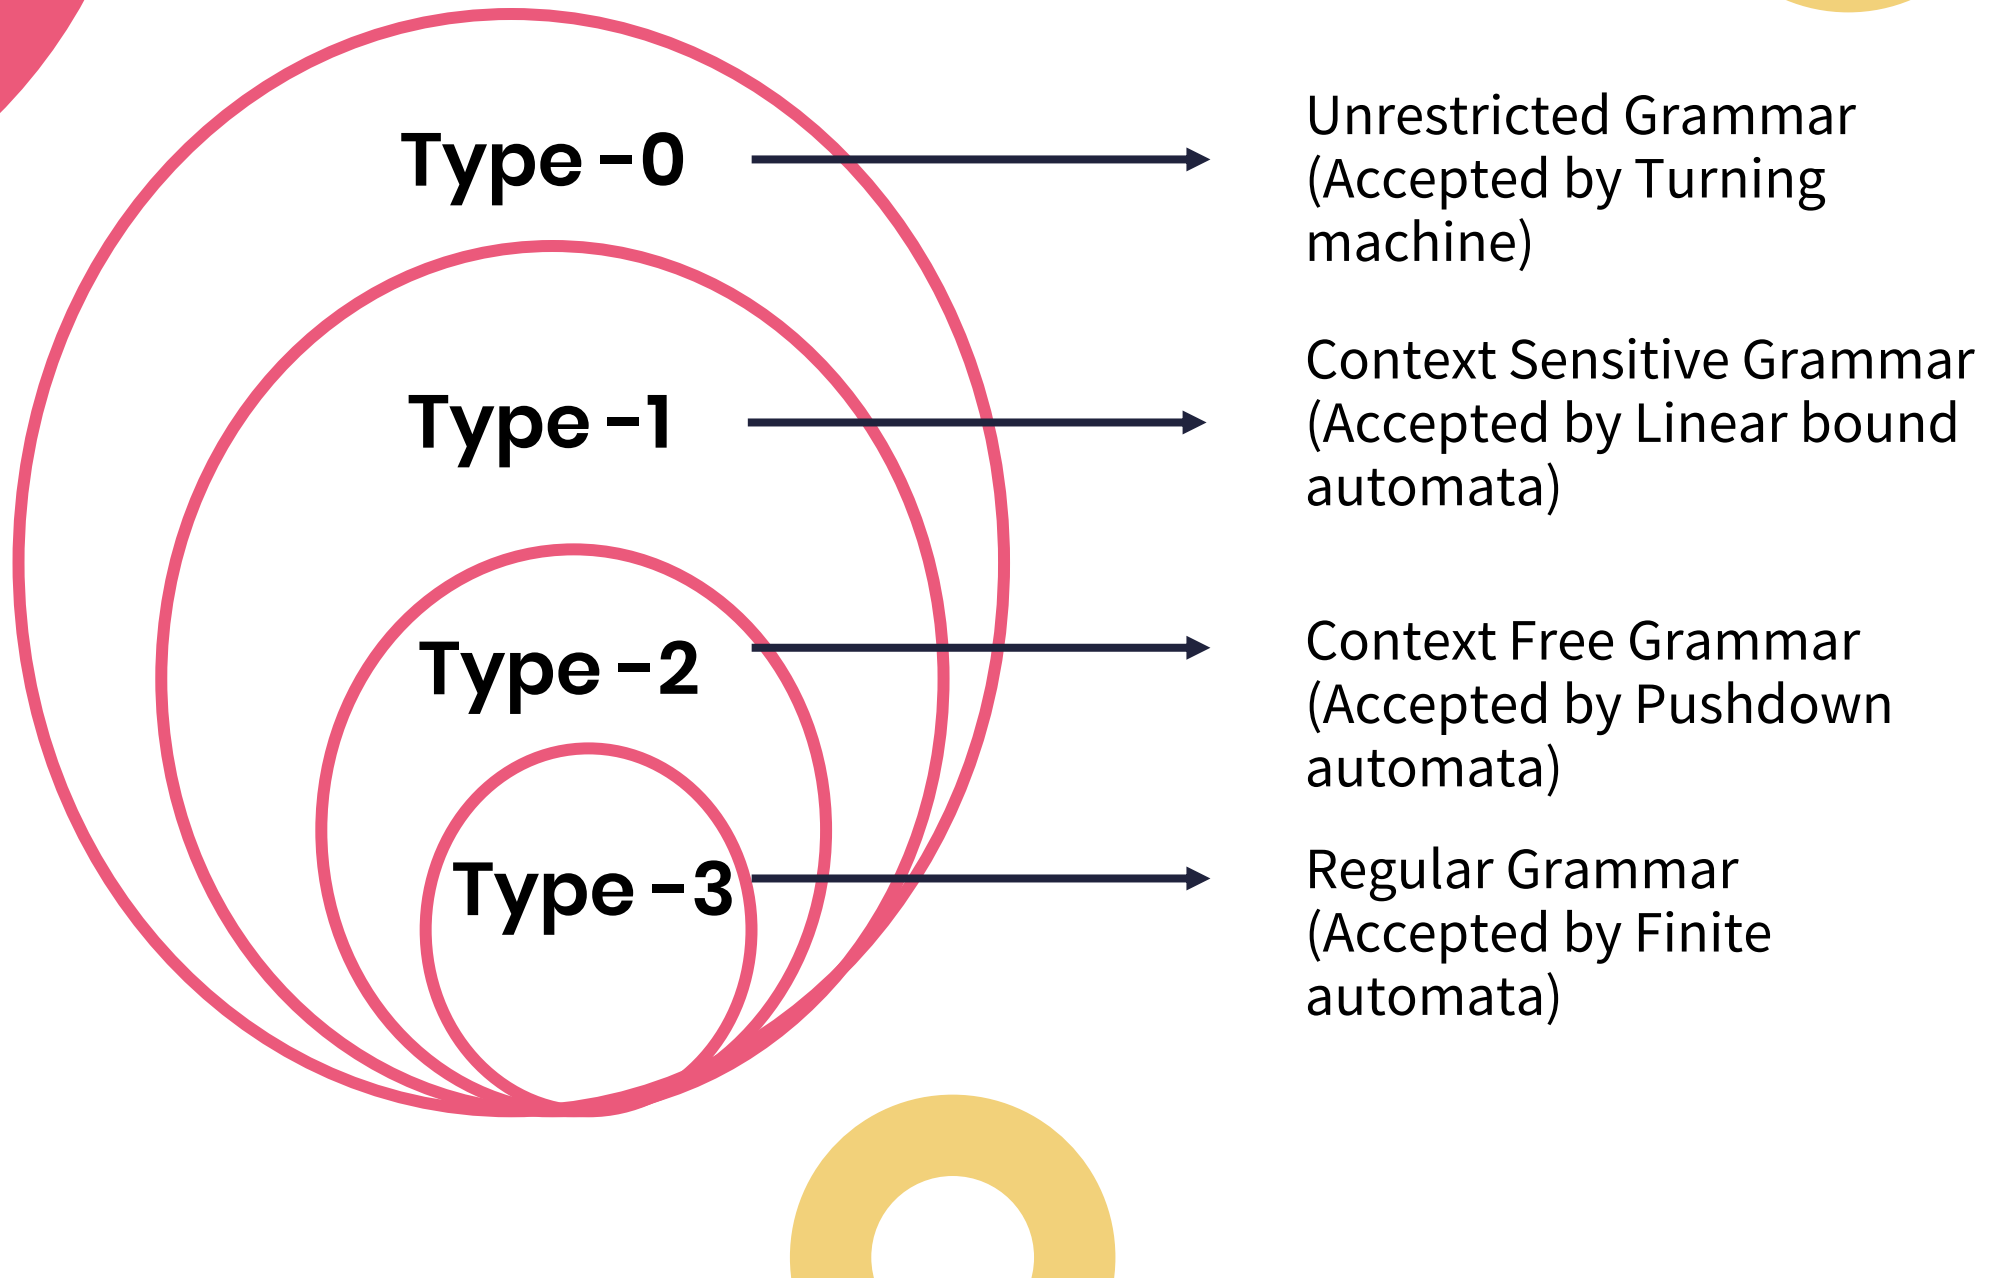 Type -0
Unrestricted Grammar
(Accepted by Turning
machine)
Type -1
Context Sensitive Grammar
(Accepted by Linear bound
automata)
Type -2
Context Free Grammar
(Accepted by Pushdown
automata)
Type -3
Regular Grammar
(Accepted by Finite
automata)